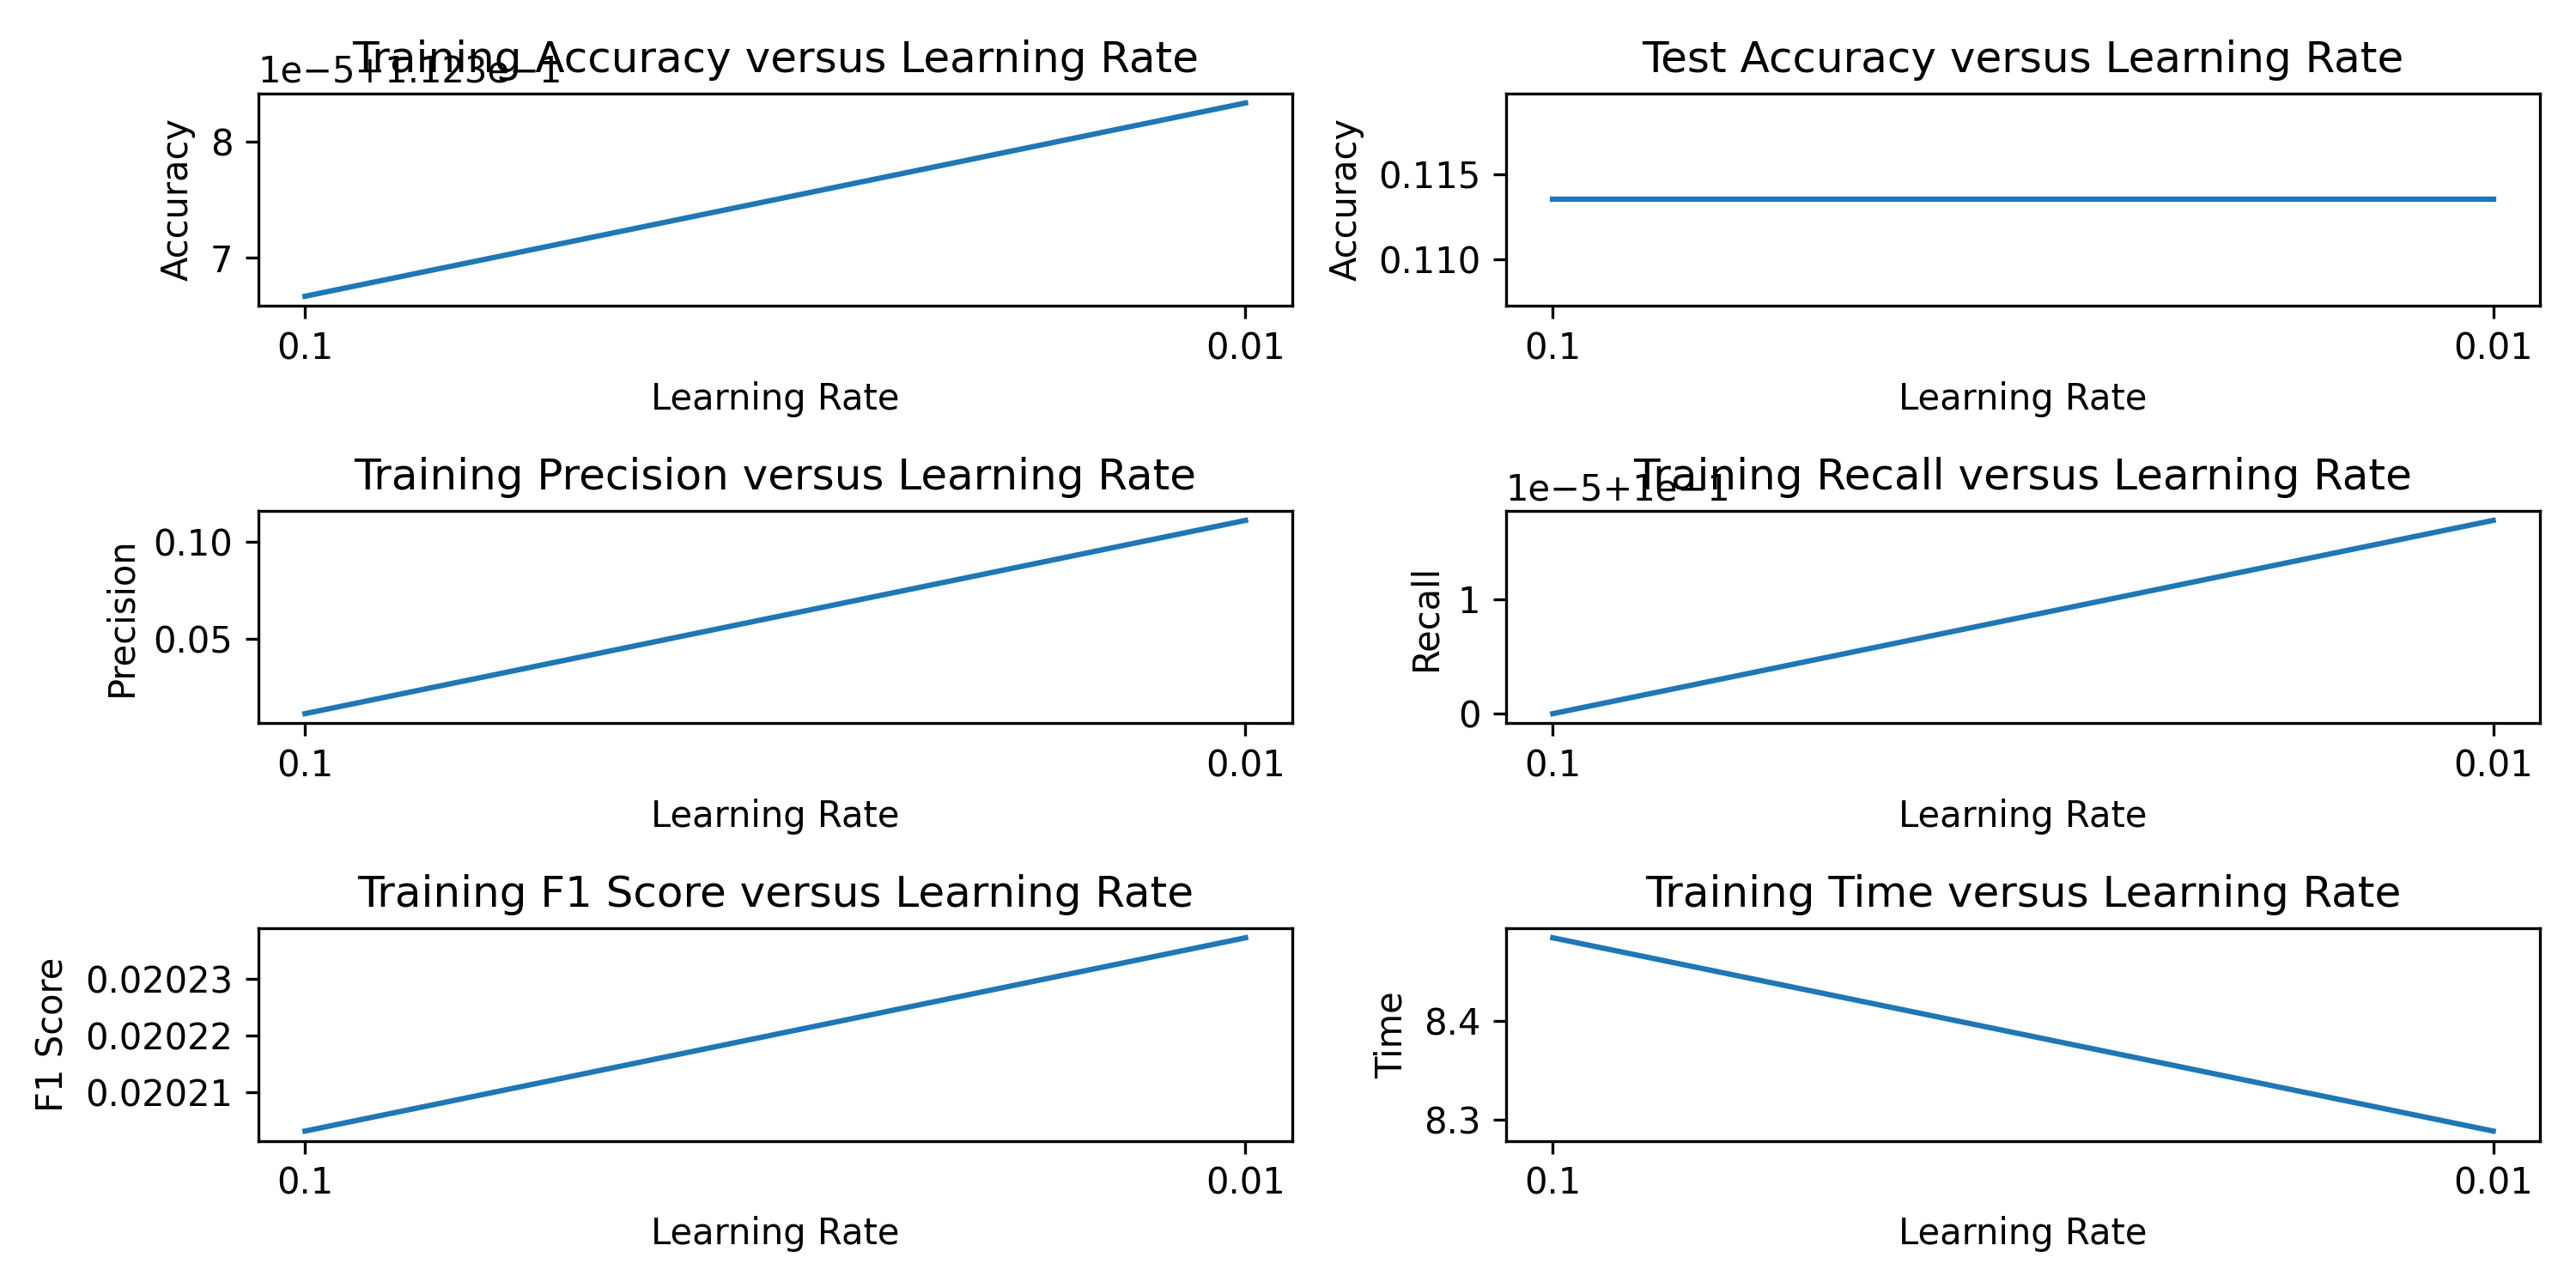 Training Accuracy versus Learning Rate
1e−5+1.123e−1
Accuracy
8
7
0.1
0.01
Learning Rate
Test Accuracy versus Learning Rate
Accuracy
0.115
0.110
0.1
0.01
Learning Rate
Training Precision versus Learning Rate
Precision
0.10
0.05
0.1
0.01
Learning Rate
Training Recall versus Learning Rate
1e−5+1e−1
Recall
1
0
0.1
0.01
Learning Rate
Training F1 Score versus Learning Rate
F1 Score
0.02023
0.02022
0.02021
0.1
0.01
Learning Rate
Training Time versus Learning Rate
Time
8.4
8.3
0.1
0.01
Learning Rate